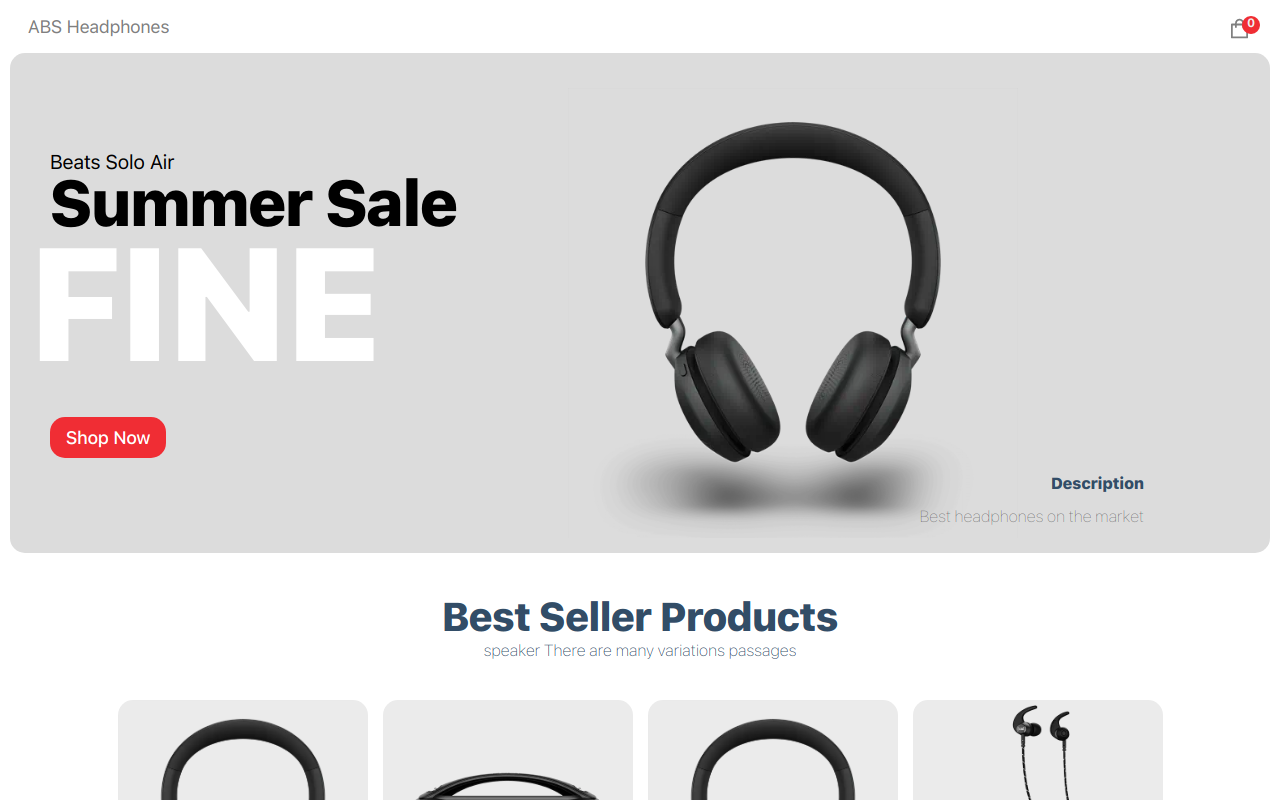 ABS Headphones
0
Beats Solo Air
Summer Sale
FINE
Shop Now
Description
Best headphones on the market
Best Seller Products
speaker There are many variations passages